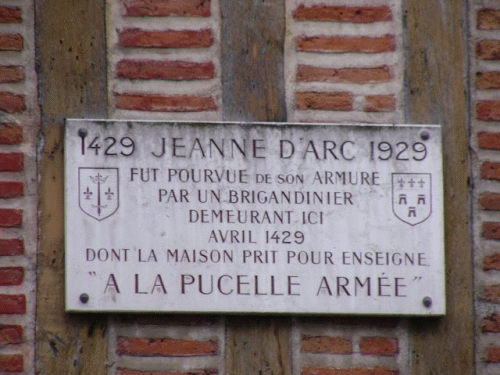 1429 JEANNE D'ARC 1929
FUT POURVUE DE SON ARMURE
PAR UN BRIGANDINIER
DEMEURANT ICI
AVRIL 1429
DONT LA MAISON PRIT POUR ENSEIGNE
"A LA PUCELLE ARMÉE"